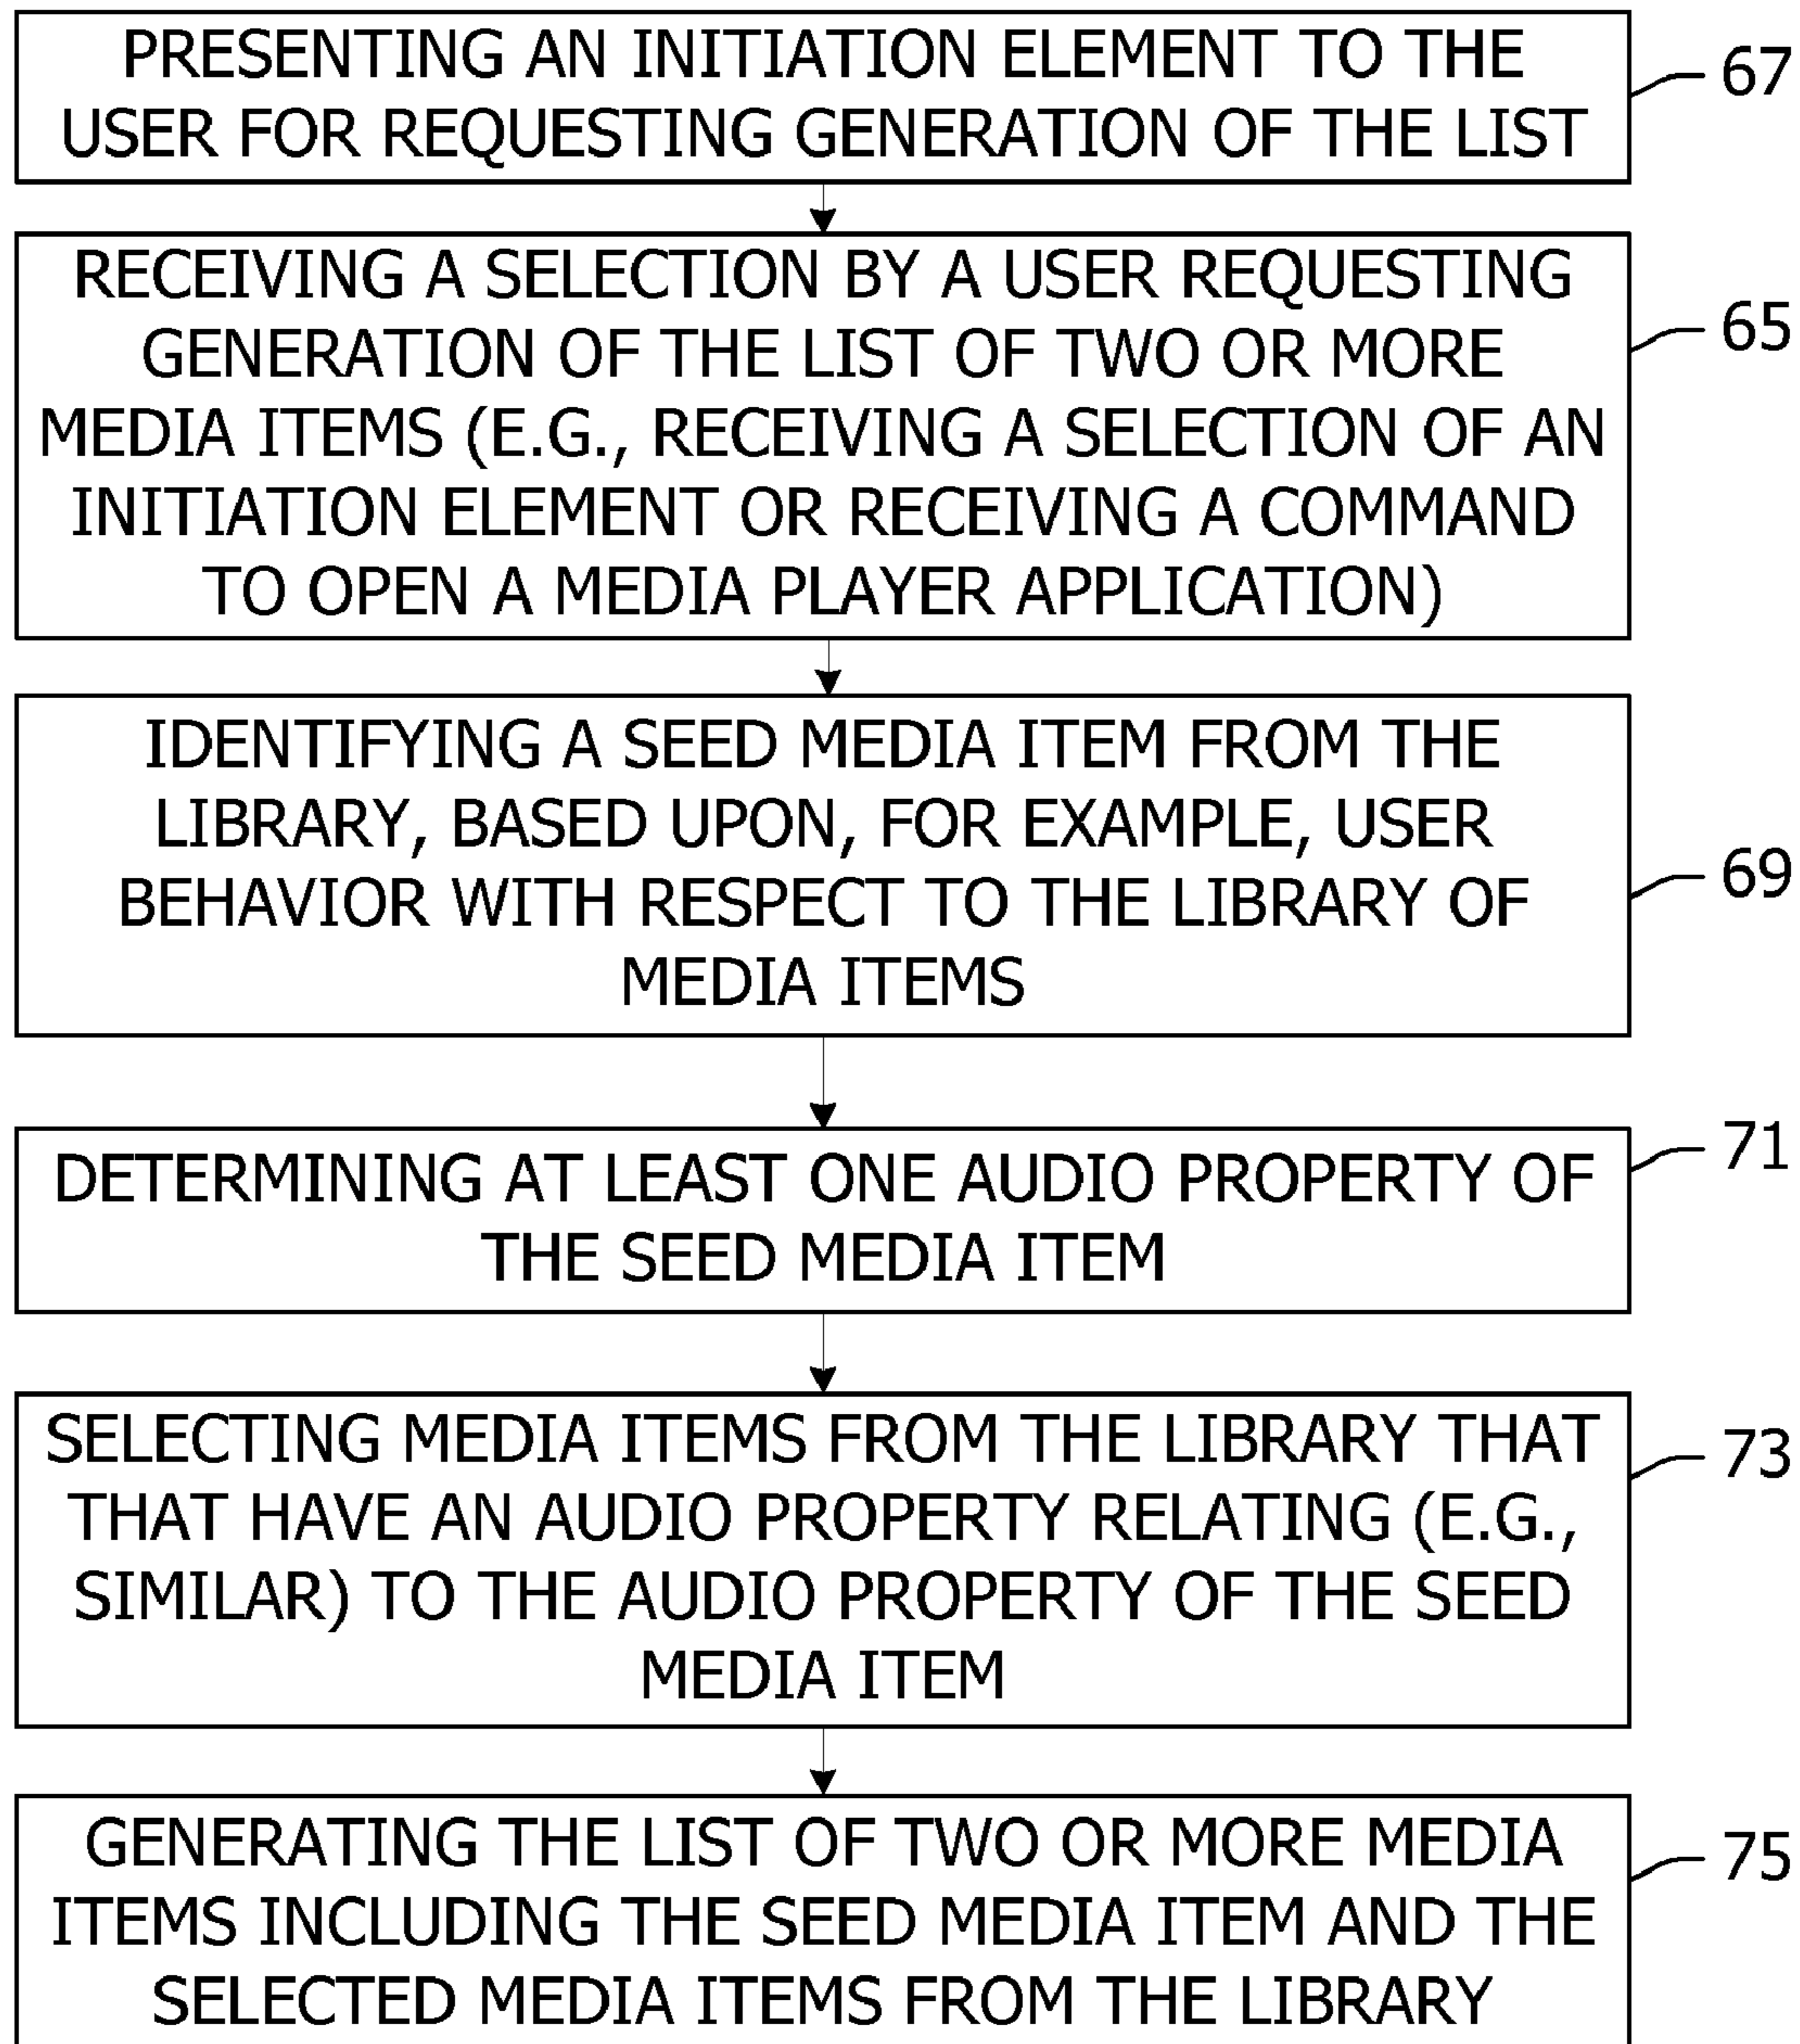 PRESENTING AN INITIATION ELEMENT TO THE
USER FOR REQUESTING GENERATION OF THE LIST
67
RECEIVING A SELECTION BY A USER REQUESTING
GENERATION OF THE LIST OF TWO OR MORE
MEDIA ITEMS (E.G., RECEIVING A SELECTION OF AN
INITIATION ELEMENT OR RECEIVING A COMMAND
TO OPEN A MEDIA PLAYER APPLICATION)
65
IDENTIFYING A SEED MEDIA ITEM FROM THE
LIBRARY, BASED UPON, FOR EXAMPLE, USER
BEHAVIOR WITH RESPECT TO THE LIBRARY OF
MEDIA ITEMS
69
DETERMINING AT LEAST ONE AUDIO PROPERTY OF
THE SEED MEDIA ITEM
71
SELECTING MEDIA ITEMS FROM THE LIBRARY THAT
THAT HAVE AN AUDIO PROPERTY RELATING (E.G.,
SIMILAR) TO THE AUDIO PROPERTY OF THE SEED
MEDIA ITEM
73
GENERATING THE LIST OF TWO OR MORE MEDIA
ITEMS INCLUDING THE SEED MEDIA ITEM AND THE
SELECTED MEDIA ITEMS FROM THE LIBRARY
75